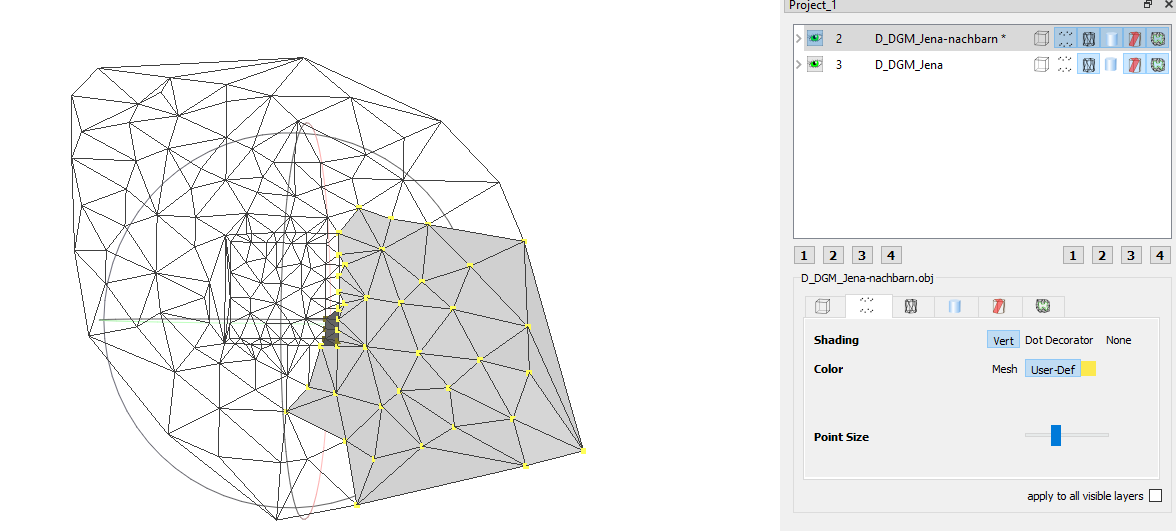 Project_1
2 D_DGM_Jena-nachbarn *
3 D_DGM_Jena
1 2 3 4 1 2 3 4
D_DGM_Jena-nachbarn.obj
Shading Vert Dot Decorator None
Color Mesh User-Def
Point Size
apply to all visible layers